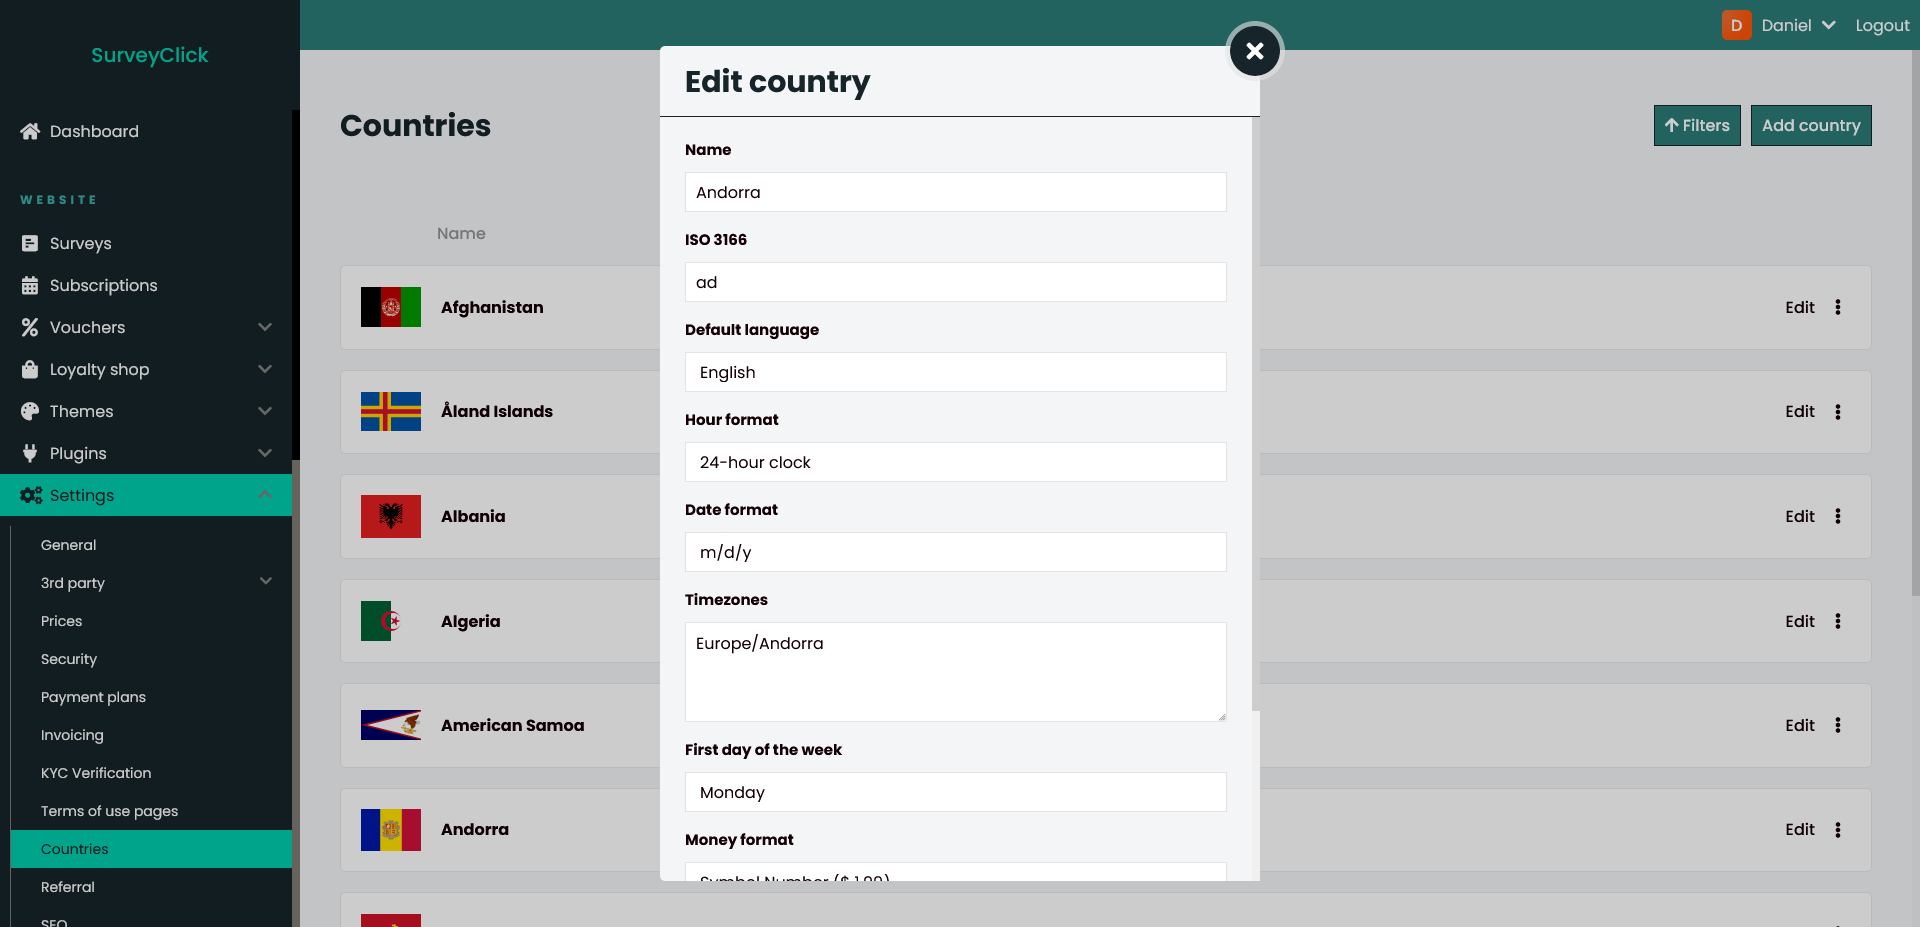 SurveyClick
D Daniel Logout
Dashboard
WEBSITE
Surveys
Subscriptions
Vouchers
Loyalty shop
Themes
Plugins
Settings
General
3rd party
Prices
Security
Payment plans
Invoicing
KYC Verification
Terms of use pages
Countries
Referral
SEO
Countries
Filters
Add country
Name
Afghanistan Edit
Åland Islands Edit
Albania Edit
Algeria Edit
American Samoa Edit
Andorra Edit
Edit country
Name
Andorra
ISO 3166
ad
Default language
English
Hour format
24-hour clock
Date format
m/d/y
Timezones
Europe/Andorra
First day of the week
Monday
Money format
Symbol Number ($ 1.99)